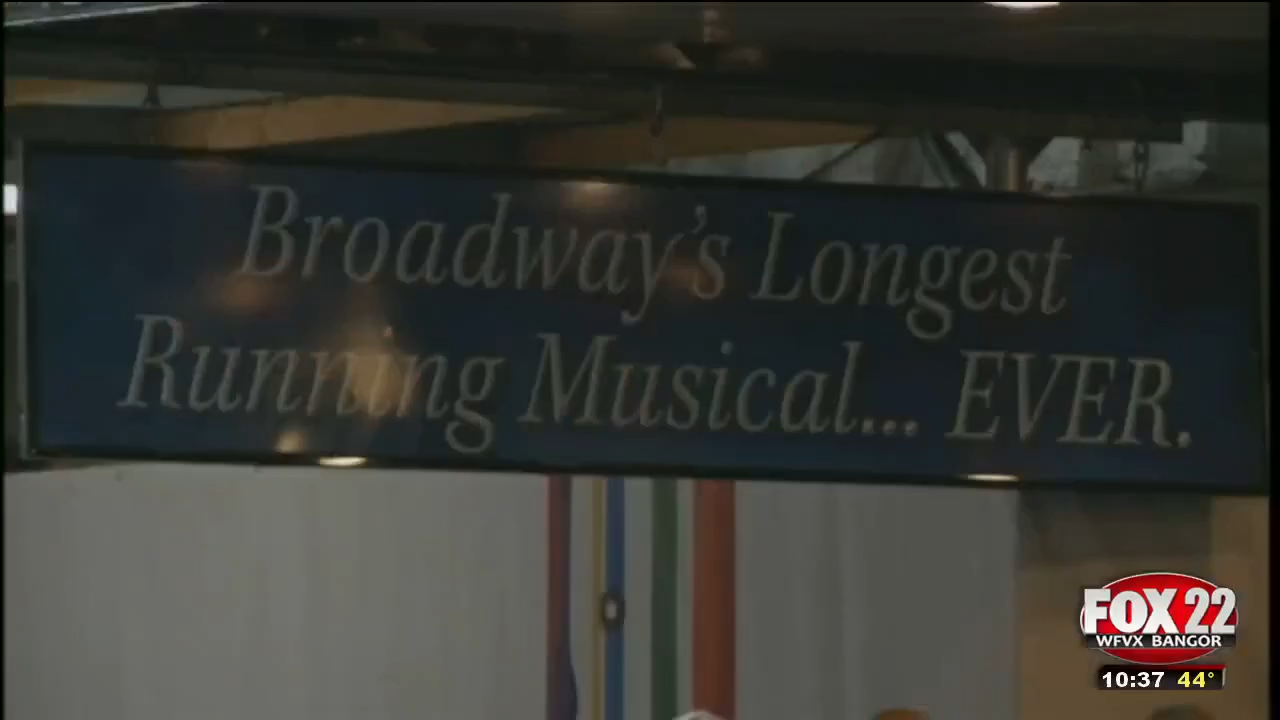 Broadway's Longest
Running Musical... EVER.
FOX 22
WFVX BANGOR
10:37 44°